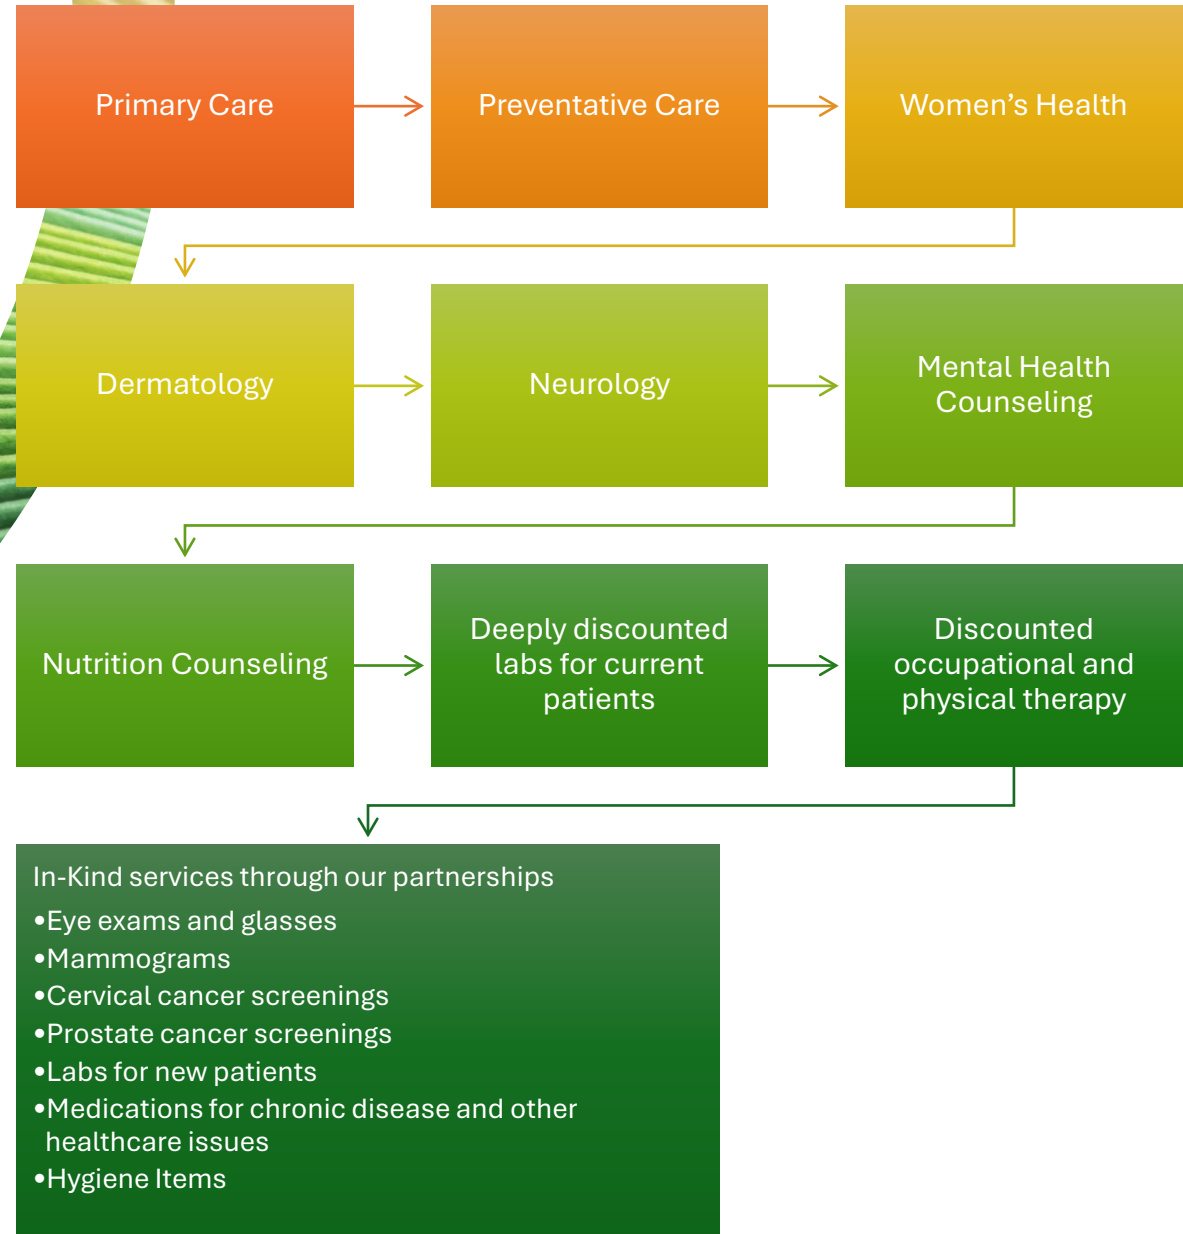 Primary Care
Preventative Care
Women’s Health
Dermatology
Neurology
Mental Health
Counseling
Nutrition Counseling
Deeply discounted
labs for current
patients
Discounted
occupational and
physical therapy
In-Kind services through our partnerships
•Eye exams and glasses
•Mammograms
•Cervical cancer screenings
•Prostate cancer screenings
•Labs for new patients
•Medications for chronic disease and other
healthcare issues
•Hygiene Items